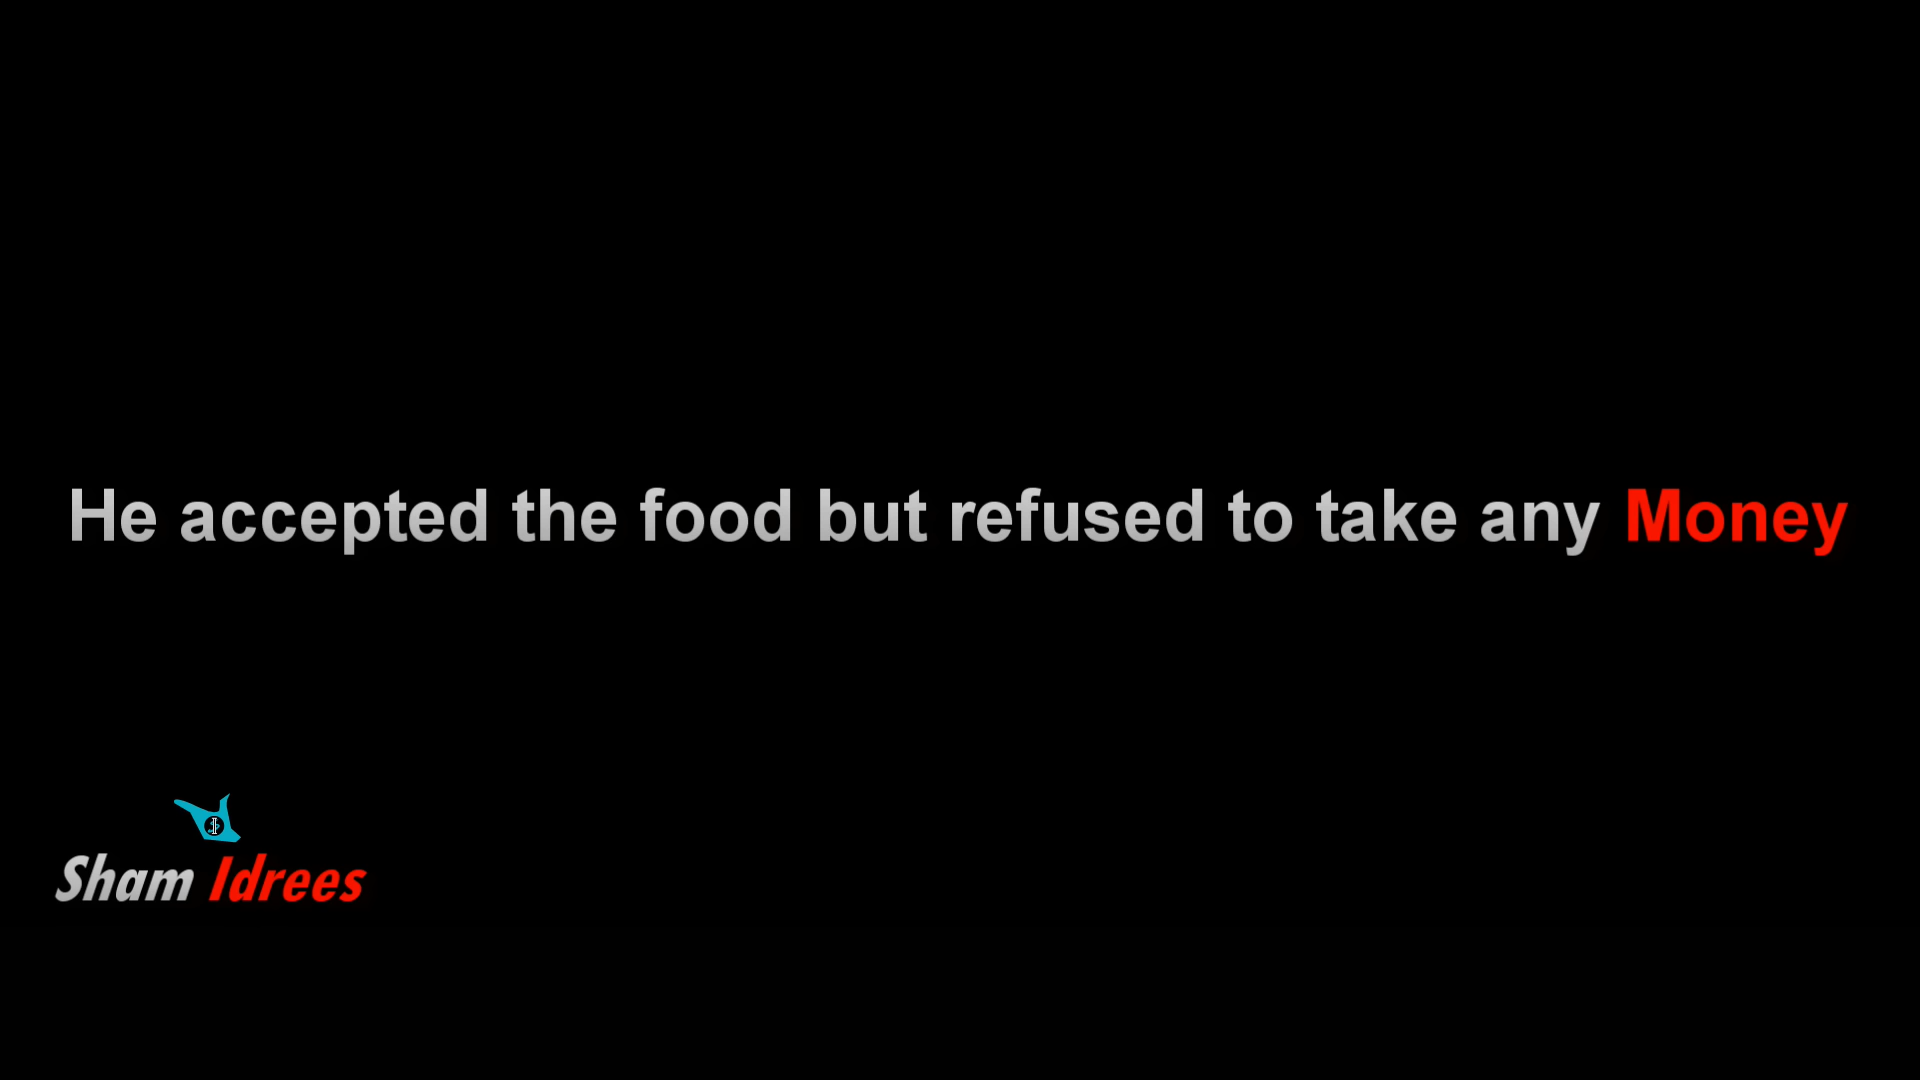 He accepted the food but refused to take any Money
Sham Idrees